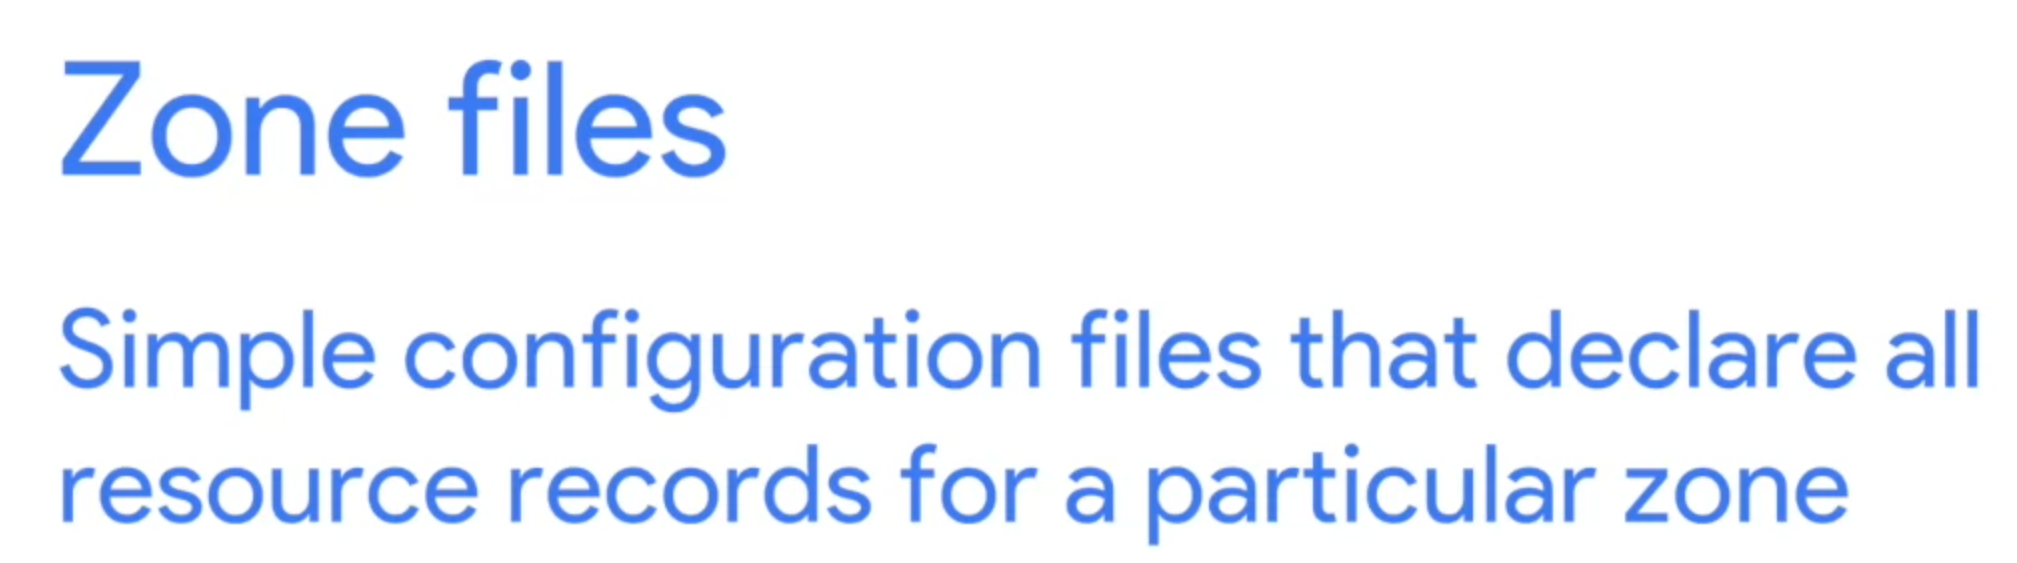 Zone files
Simple configuration files that declare all
resource records for a particular zone